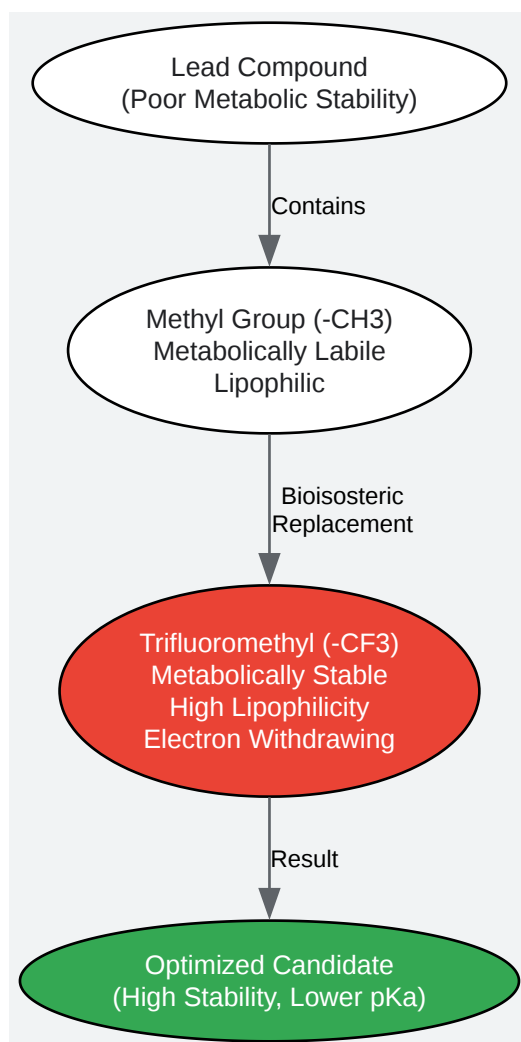 Lead Compound
(Poor Metabolic Stability)
Contains
Methyl Group (-CH3)
Metabolically Labile
Lipophilic
Bioisosteric
Replacement
Trifluoromethyl (-CF3)
Metabolically Stable
High Lipophilicity
Electron Withdrawing
Result
Optimized Candidate
(High Stability, Lower pKa)